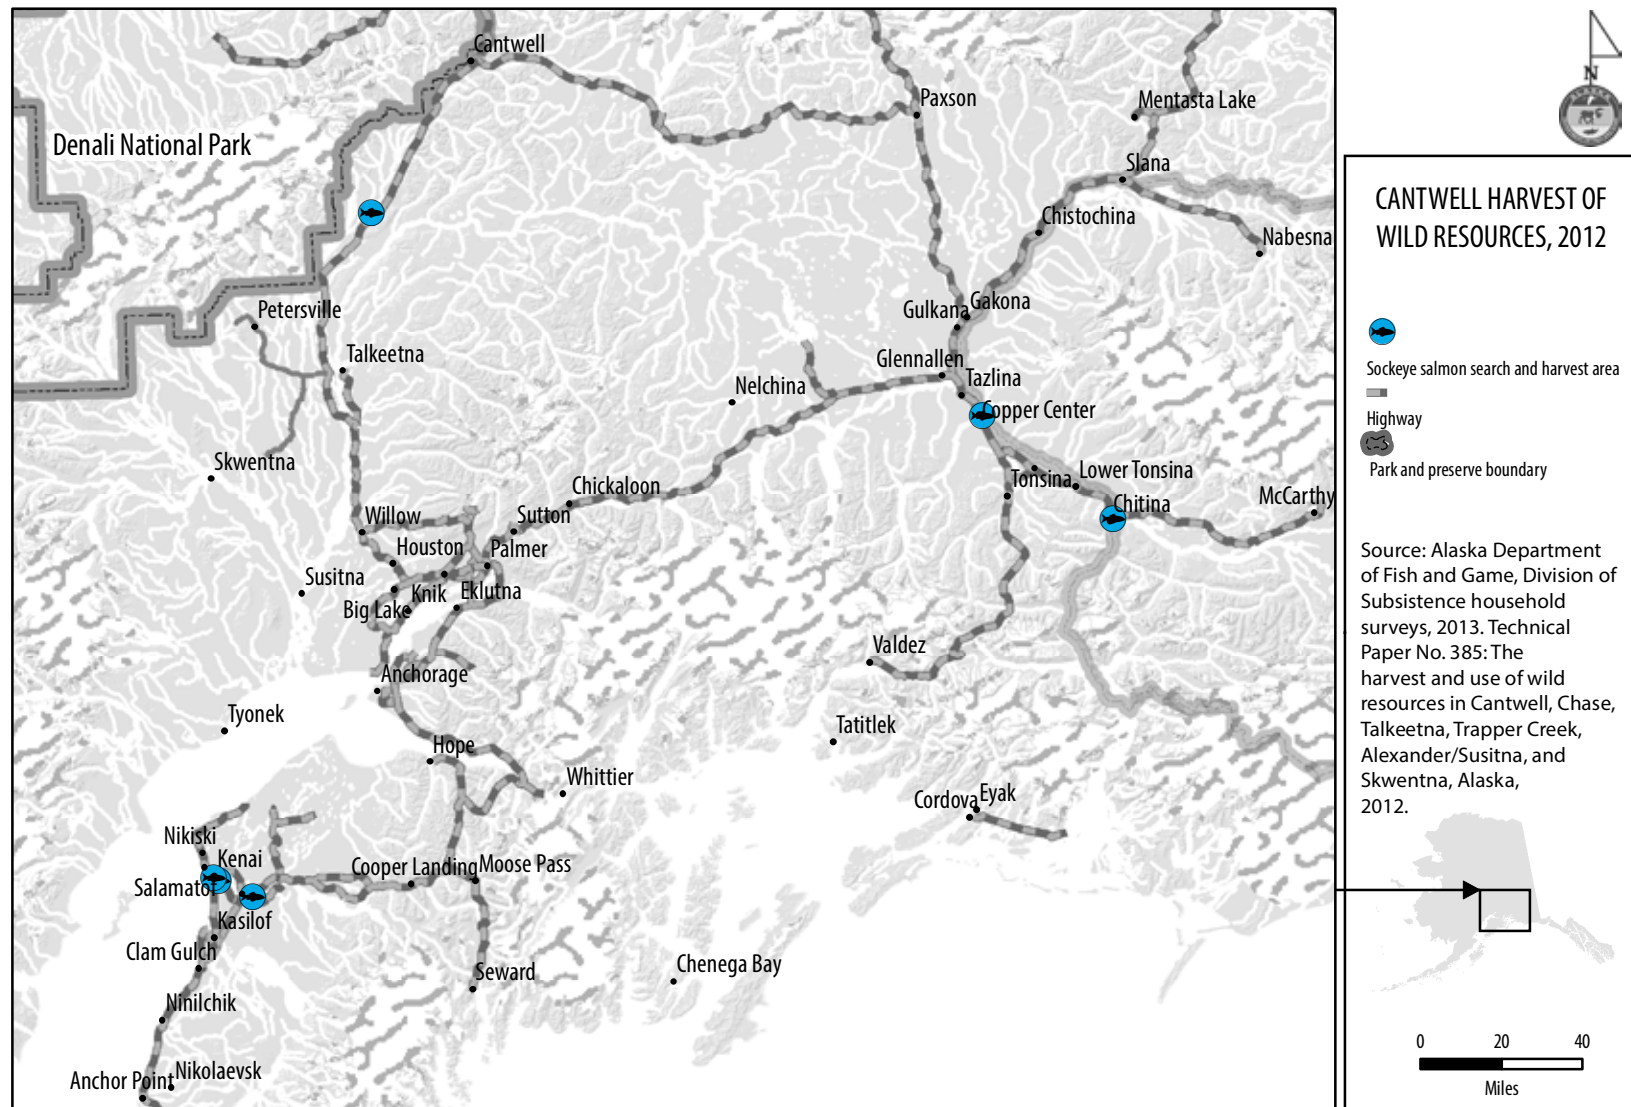 Cantwell
Paxson
Mentasta Lake
Denali National Park
Slana
Chistochina
Nabesna
Petersville
Gakona
Gulkana
Talkeetna
Glennallen
Tazlina
Nelchina
Copper Center
Skwentna
Chickaloon
Lower Tonsina
Tonsina
McCarthy
Chitina
Willow
Sutton
Houston
Palmer
Susitna
Knik
Eklutna
Big Lake
Valdez
Anchorage
Tyonek
Tatitlek
Hope
Whittier
Cordova
Eyak
Nikiski
Kenai
Cooper Landing
Moose Pass
Salamatof
Kasilof
Clam Gulch
Seward
Chenega Bay
Ninilchik
Nikolaevsk
Anchor Point
N
ALASKA
CANTWELL HARVEST OF
WILD RESOURCES, 2012
Sockeye salmon search and harvest area
Highway
Park and preserve boundary
Source: Alaska Department
of Fish and Game, Division of
Subsistence household
surveys, 2013. Technical
Paper No. 385: The
harvest and use of wild
resources in Cantwell, Chase,
Talkeetna, Trapper Creek,
Alexander/Susitna, and
Skwentna, Alaska,
2012.
0 20 40
Miles